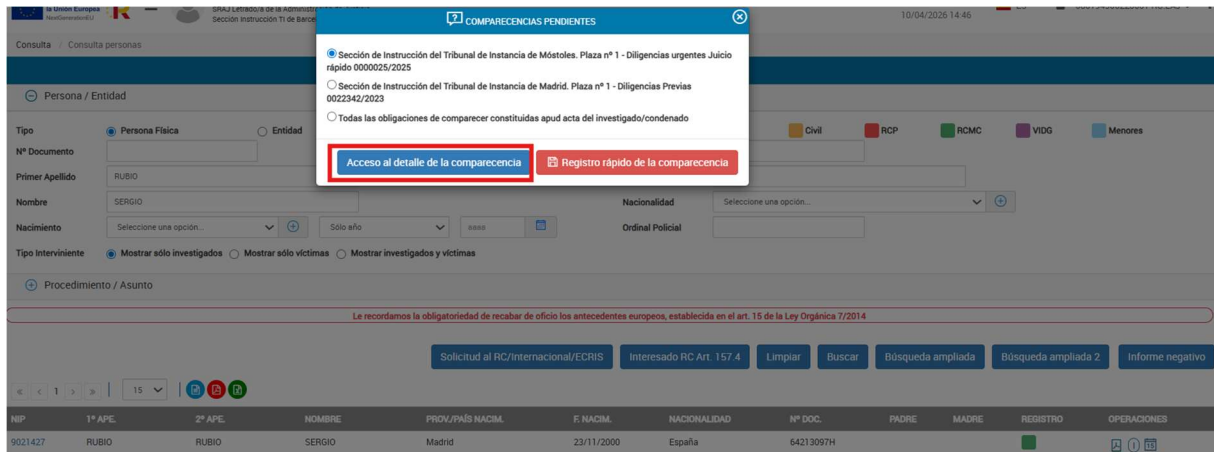 la Unión Europea
NextGenerationEU
SRAJ Letrado/a de la Administr
Sección Instrucción TI de Barce
10/04/2026 14:46
ES
Consulta / Consulta personas
COMPARECENCIAS PENDIENTES
Sección de Instrucción del Tribunal de Instancia de Móstoles. Plaza nº 1 - Diligencias urgentes Juicio
rápido 0000025/2025
Sección de Instrucción del Tribunal de Instancia de Madrid. Plaza nº 1 - Diligencias Previas
0022342/2023
Todas las obligaciones de comparecer constituidas apud acta del investigado/condenado
Acceso al detalle de la comparecencia Registro rápido de la comparecencia
Persona / Entidad
Tipo Persona Física Entidad Civil RCP RCMC VIDG Menores
Nº Documento
Primer Apellido RUBIO
Nombre SERGIO Nacionalidad Seleccione una opción...
Nacimiento Seleccione una opción... Sólo año aaaa Ordinal Policial
Tipo Interviniente Mostrar sólo investigados Mostrar sólo víctimas Mostrar investigados y víctimas
Procedimiento / Asunto
Le recordamos la obligatoriedad de recabar de oficio los antecedentes europeos, establecida en el art. 15 de la Ley Orgánica 7/2014
Solicitud al RC/Internacional/ECRIS Interesado RC Art. 157.4 Limpiar Buscar Búsqueda ampliada Búsqueda ampliada 2 Informe negativo
« < 1 > » 15
NIP 1º APE. 2º APE. NOMBRE PROV./PAÍS NACIM. F. NACIM. NACIONALIDAD Nº DOC. PADRE MADRE REGISTRO OPERACIONES
9021427 RUBIO RUBIO SERGIO Madrid 23/11/2000 España 64213097H